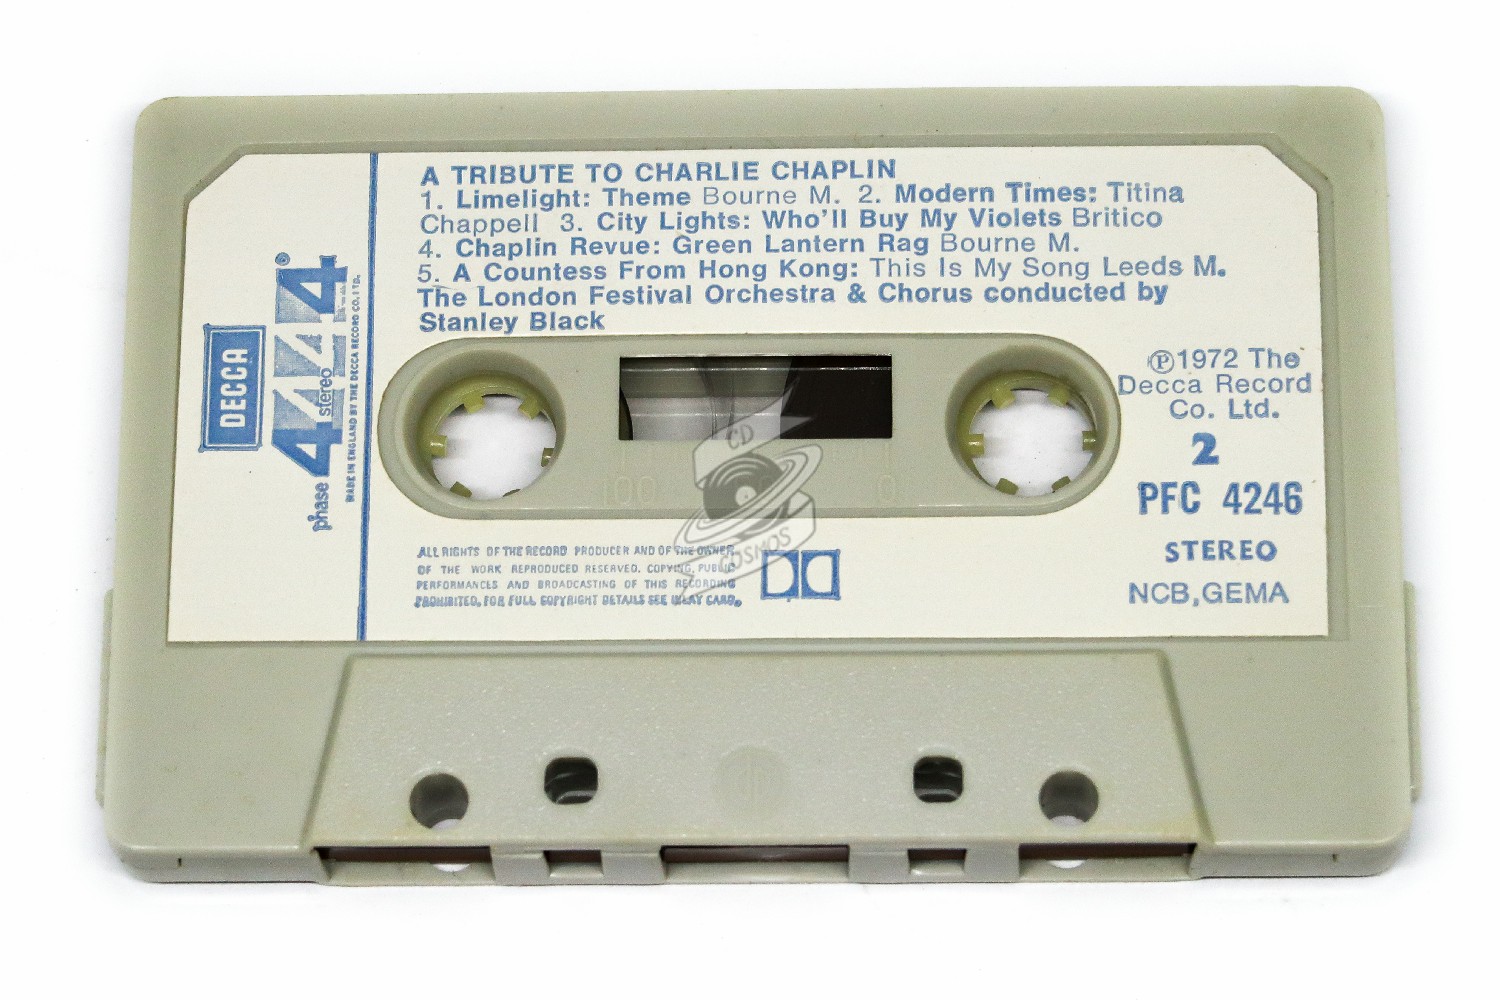 A TRIBUTE TO CHARLIE CHAPLIN
1. Limelight: Theme Bourne M. 2. Modern Times: Titina
Chappell 3. City Lights: Who'll Buy My Violets Britico
4. Chaplin Revue: Green Lantern Rag Bourne M.
5. A Countess From Hong Kong: This Is My Song Leeds M.
The London Festival Orchestra & Chorus conducted by
Stanley Black
DECCA
phase 4 stereo
444
MADE IN ENGLAND BY THE DECCA RECORD CO. LTD.
Ⓟ1972 The
Decca Record
Co. Ltd.
2
PFC 4246
STEREO
NCB,GEMA
100 0
ALL RIGHTS OF THE RECORD PRODUCER AND OF THE OWNER
OF THE WORK REPRODUCED RESERVED. COPYING, PUBLIC
PERFORMANCES AND BROADCASTING OF THIS RECORDING
PROHIBITED. FOR FULL COPYRIGHT DETAILS SEE INLAY CARD.
CD
COSMOS